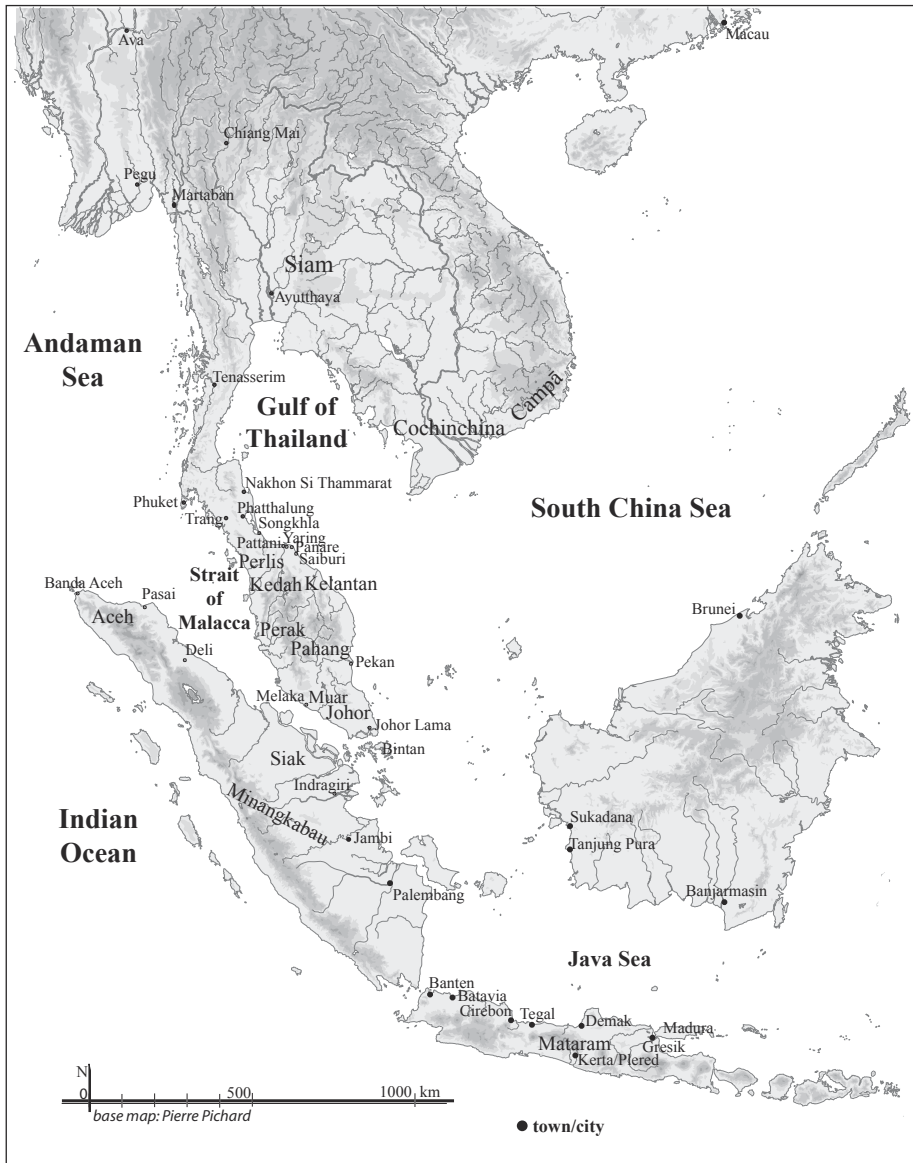 Ava
Macau
Chiang Mai
Pegu
Martaban
Siam
Ayutthaya
Andaman
Sea
Tenasserim
Gulf of
Thailand
Campā
Cochinchina
Nakhon Si Thammarat
Phuket
Phatthalung
Trang
Songkhla
South China Sea
Pattani
Yaring
Panare
Perlis
Saiburi
Strait
of
Malacca
Kedah
Kelantan
Banda Aceh
Pasai
Aceh
Brunei
Perak
Pahang
Deli
Pekan
Melaka
Muar
Johor
Johor Lama
Bintan
Siak
Indragiri
Minangkabau
Indian
Ocean
Sukadana
Jambi
Tanjung Pura
Palembang
Banjarmasin
Java Sea
Banten
Batavia
Cirebon
Tegal
Demak
Madura
Mataram
Gresik
Kerta/Plered
N
0
500
1000 km
base map: Pierre Pichard
town/city